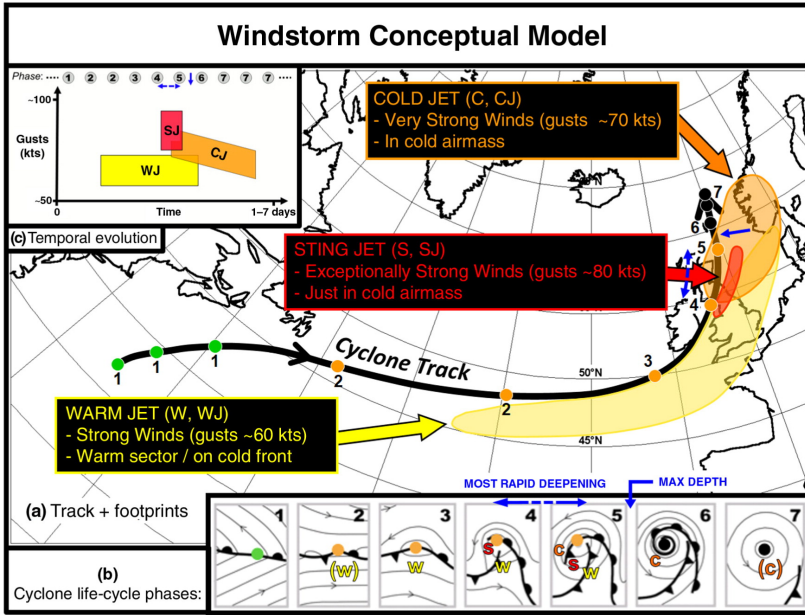 Windstorm Conceptual Model
Phase: .... 1 2 2 3 4 5 6 7 7 7 ....
~100
Gusts
(kts)
SJ
CJ
WJ
~50
0
Time
1–7 days
(c) Temporal evolution
COLD JET (C, CJ)
- Very Strong Winds (gusts ~70 kts)
- In cold airmass
STING JET (S, SJ)
- Exceptionally Strong Winds (gusts ~80 kts)
- Just in cold airmass
7
6
5
4
Cyclone Track
1
1
1
2
2
3
50°N
45°N
WARM JET (W, WJ)
- Strong Winds (gusts ~60 kts)
- Warm sector / on cold front
MOST RAPID DEEPENING
MAX DEPTH
(a) Track + footprints
(b)
Cyclone life-cycle phases:
1
2
(w)
3
w
4
s
w
5
c
s
w
6
c
7
(c)